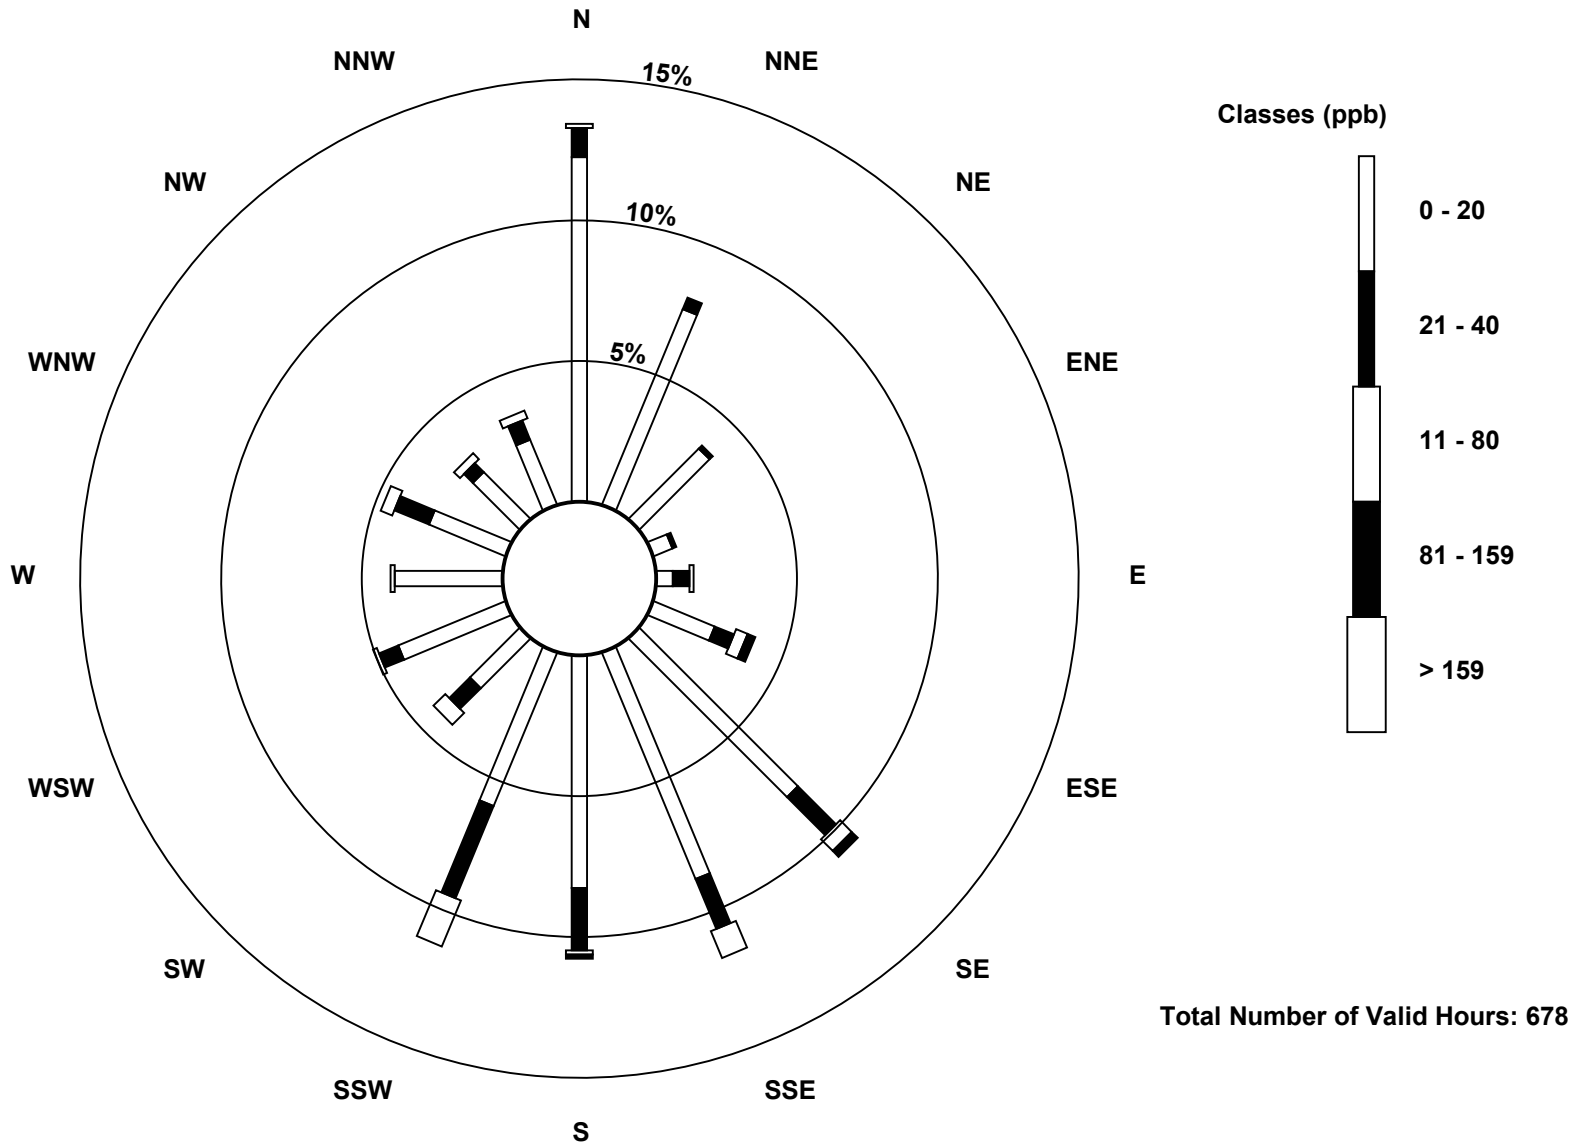 N
NNW
NNE
15%
Classes (ppb)
NW
NE
0 - 20
10%
21 - 40
5%
WNW
ENE
11 - 80
81 - 159
W
E
> 159
WSW
ESE
SW
SE
Total Number of Valid Hours: 678
SSW
SSE
S